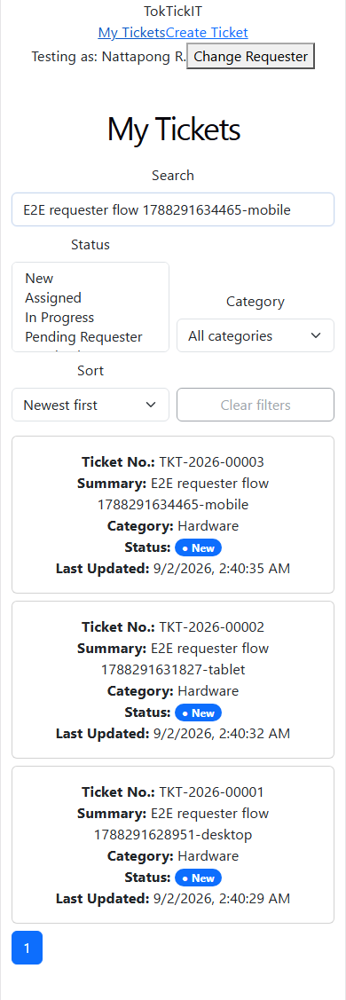 TokTickIT
My TicketsCreate Ticket
Testing as: Nattapong R. Change Requester
My Tickets
Search
E2E requester flow 1788291634465-mobile
Status
New
Assigned
In Progress
Pending Requester
Category
All categories
Sort
Newest first
Clear filters
Ticket No.: TKT-2026-00003
Summary: E2E requester flow
1788291634465-mobile
Category: Hardware
Status: ● New
Last Updated: 9/2/2026, 2:40:35 AM
Ticket No.: TKT-2026-00002
Summary: E2E requester flow
1788291631827-tablet
Category: Hardware
Status: ● New
Last Updated: 9/2/2026, 2:40:32 AM
Ticket No.: TKT-2026-00001
Summary: E2E requester flow
1788291628951-desktop
Category: Hardware
Status: ● New
Last Updated: 9/2/2026, 2:40:29 AM
1